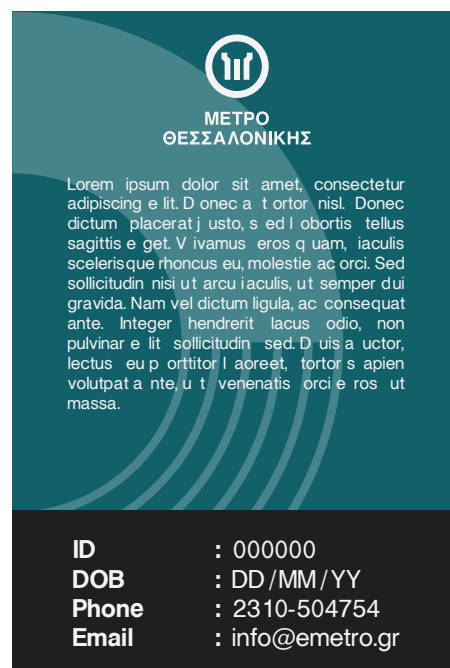 ΜΕΤΡΟ
ΘΕΣΣΑΛΟΝΙΚΗΣ
Lorem ipsum dolor sit amet, consectetur
adipiscing e lit. D onec a t ortor nisl. Donec
dictum placerat j usto, s ed l obortis tellus
sagittis e get. V ivamus eros q uam, iaculis
scelerisque rhoncus eu, molestie ac orci. Sed
sollicitudin nisi ut arcu iaculis, ut semper dui
gravida. Nam vel dictum ligula, ac consequat
ante. Integer hendrerit lacus odio, non
pulvinar e lit sollicitudin sed. D uis a uctor,
lectus eu p orttitor l aoreet, tortor s apien
volutpat a nte, u t venenatis orci e ros ut
massa.
ID : 000000
DOB : DD/MM/YY
Phone : 2310-504754
Email : info@emetro.gr